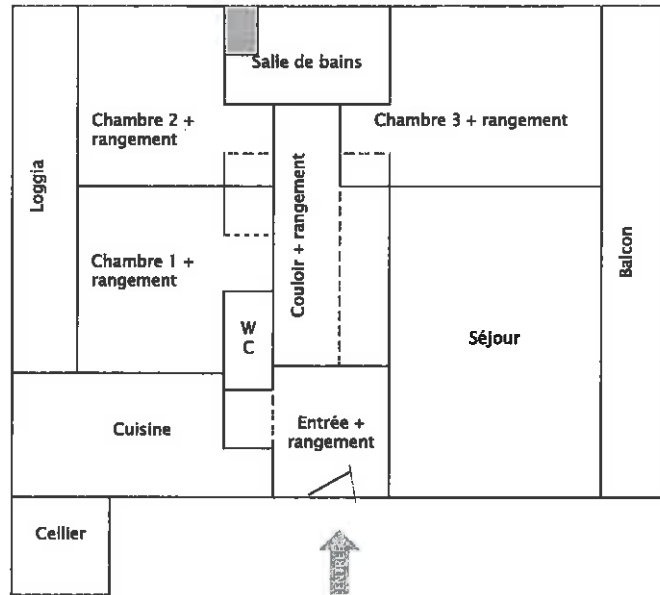 Salle de bains
Chambre 2 +
rangement
Chambre 3 + rangement
Loggia
Couloir + rangement
Balcon
Chambre 1 +
rangement
W
C
Séjour
Cuisine
Entrée +
rangement
Cellier
ENTREE